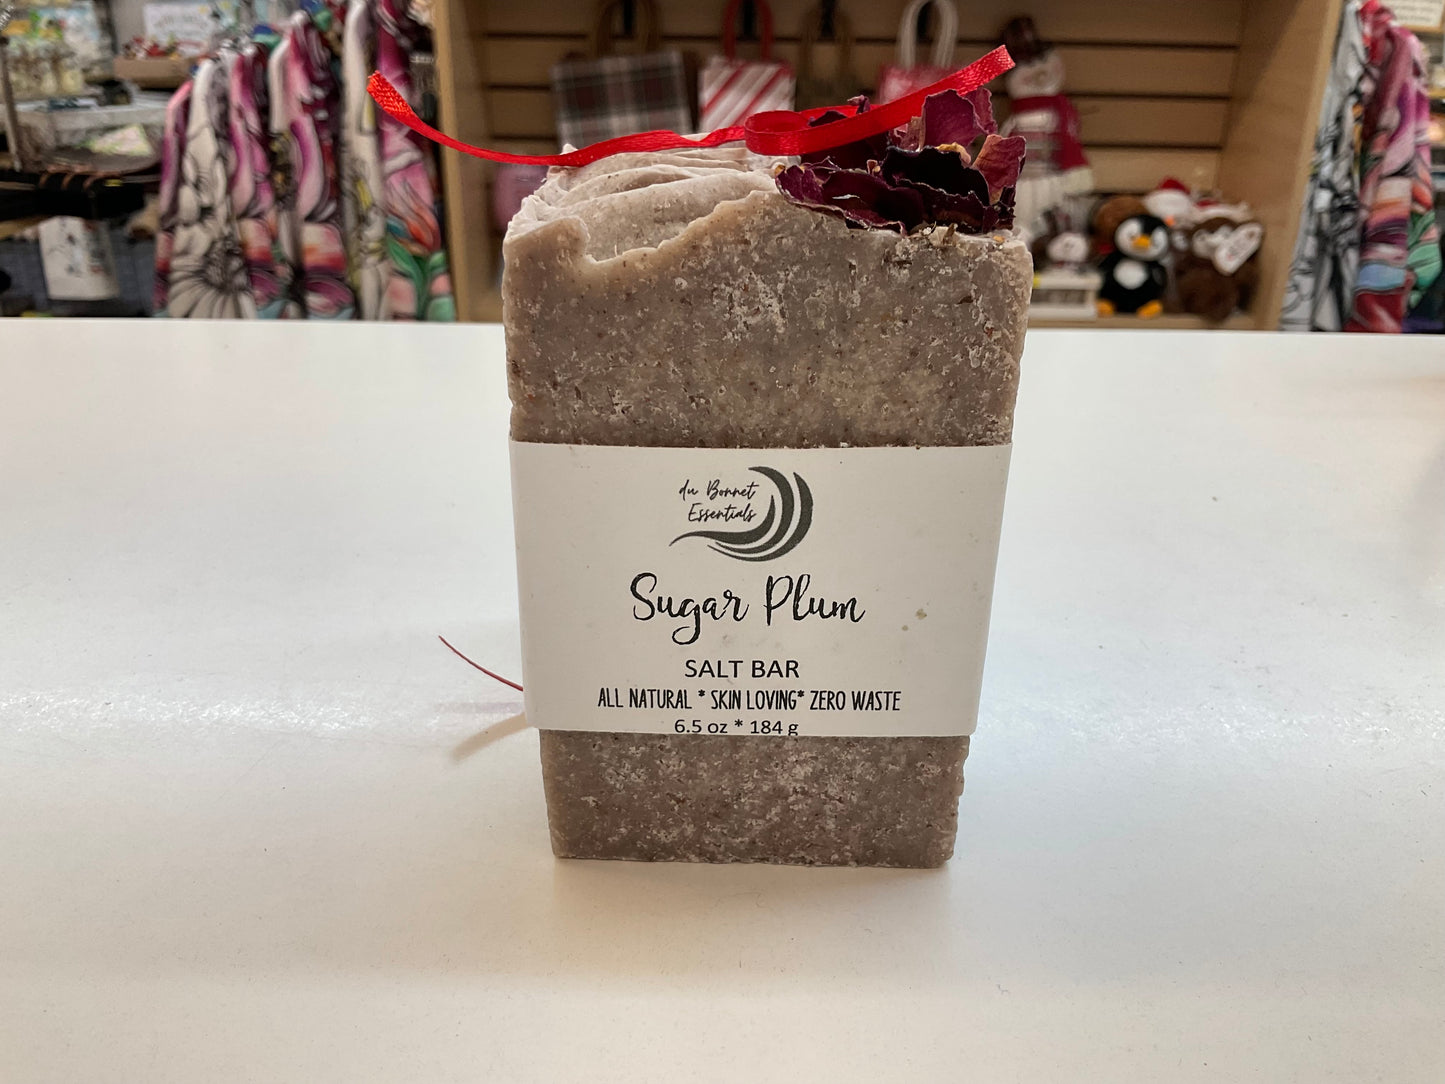 du Bonnet
Essentials
Sugar Plum
SALT BAR
ALL NATURAL * SKIN LOVING* ZERO WASTE
6.5 oz * 184 g